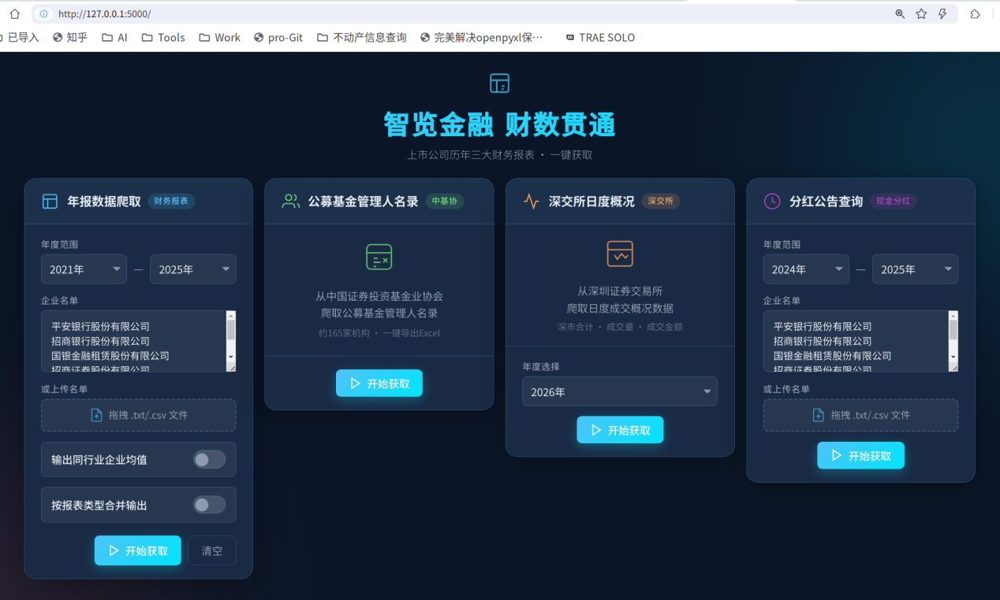 http://127.0.0.1:5000/
已导入 知乎 AI Tools Work pro-Git 不动产信息查询 完美解决openpyxl保… TRAE SOLO
智览金融 财数贯通
上市公司历年三大财务报表 · 一键获取
年报数据爬取 财务报表
年度范围
2021年 — 2025年
企业名单
平安银行股份有限公司
招商银行股份有限公司
国银金融租赁股份有限公司
招商证券股份有限公司
或上传名单
拖拽 .txt/.csv 文件
输出同行业企业均值
按报表类型合并输出
开始获取 清空
公募基金管理人名录 中基协
从中国证券投资基金业协会
爬取公募基金管理人名录
约165家机构 · 一键导出Excel
开始获取
深交所日度概况 深交所
从深圳证券交易所
爬取日度成交概况数据
深市合计 · 成交量 · 成交金额
年度选择
2026年
开始获取
分红公告查询 现金分红
年度范围
2024年 — 2025年
企业名单
平安银行股份有限公司
招商银行股份有限公司
国银金融租赁股份有限公司
招商证券股份有限公司
或上传名单
拖拽 .txt/.csv 文件
开始获取